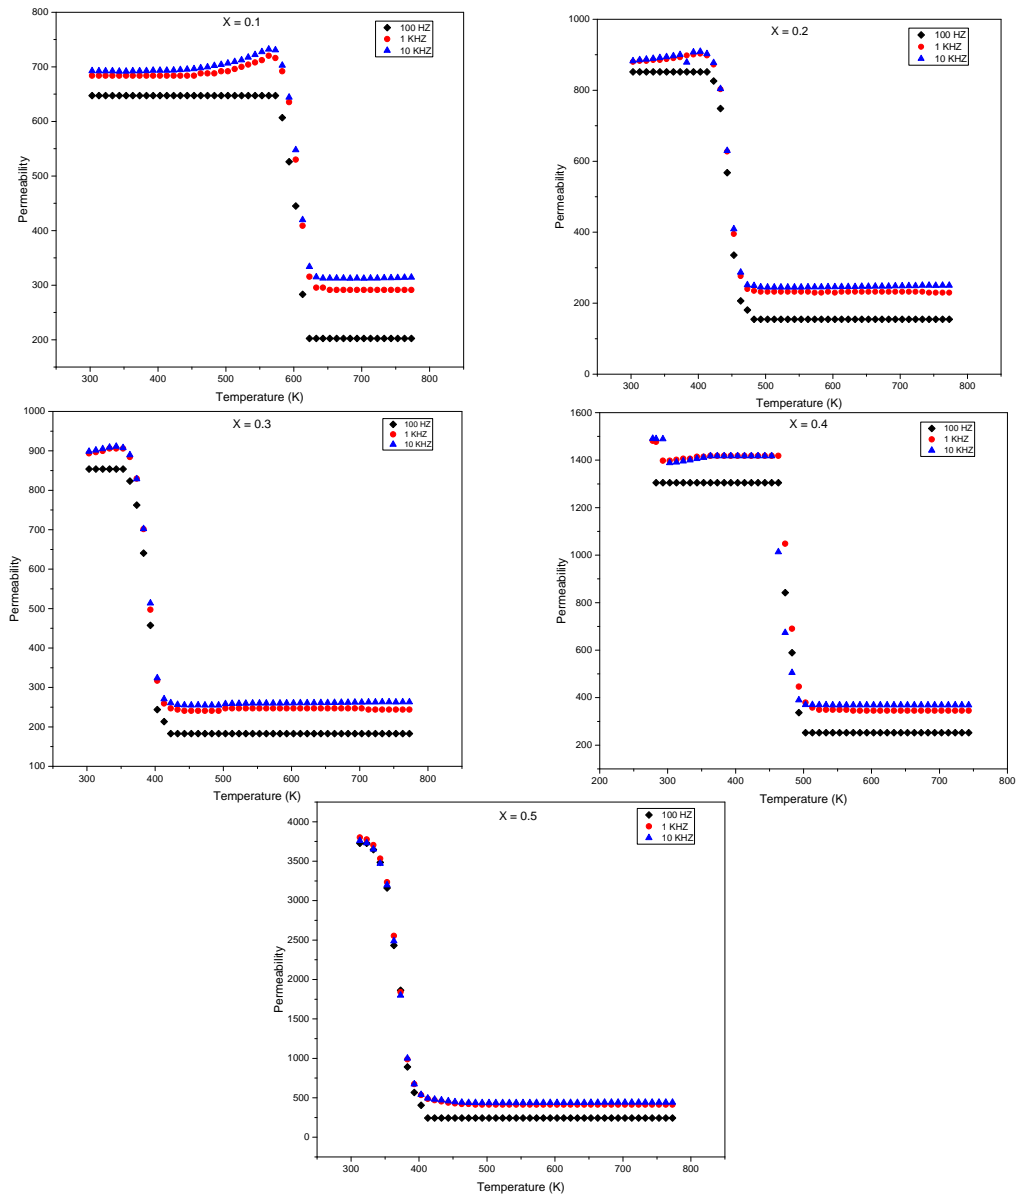 X = 0.1
100 HZ
1 KHZ
10 KHZ
Permeability
800
700
600
500
400
300
200
300 400 500 600 700 800
Temperature (K)
X = 0.2
100 HZ
1 KHZ
10 KHZ
Permeability
1000
800
600
400
200
0
300 400 500 600 700 800
Temperature (K)
X = 0.3
100 HZ
1 KHZ
10 KHZ
Permeability
1000
900
800
700
600
500
400
300
200
100
300 400 500 600 700 800
Temperature (K)
X = 0.4
100 HZ
1 KHZ
10 KHZ
Permeability
1600
1400
1200
1000
800
600
400
200
200 300 400 500 600 700 800
Temperature (K)
X = 0.5
100 HZ
1 KHZ
10 KHZ
Permeability
4000
3500
3000
2500
2000
1500
1000
500
0
300 400 500 600 700 800
Temperature (K)